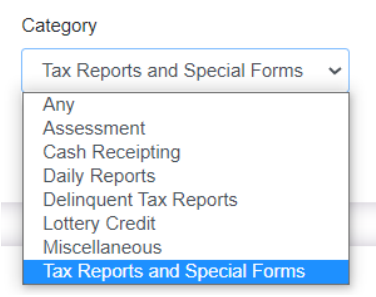 Category
Tax Reports and Special Forms
Any
Assessment
Cash Receipting
Daily Reports
Delinquent Tax Reports
Lottery Credit
Miscellaneous
Tax Reports and Special Forms